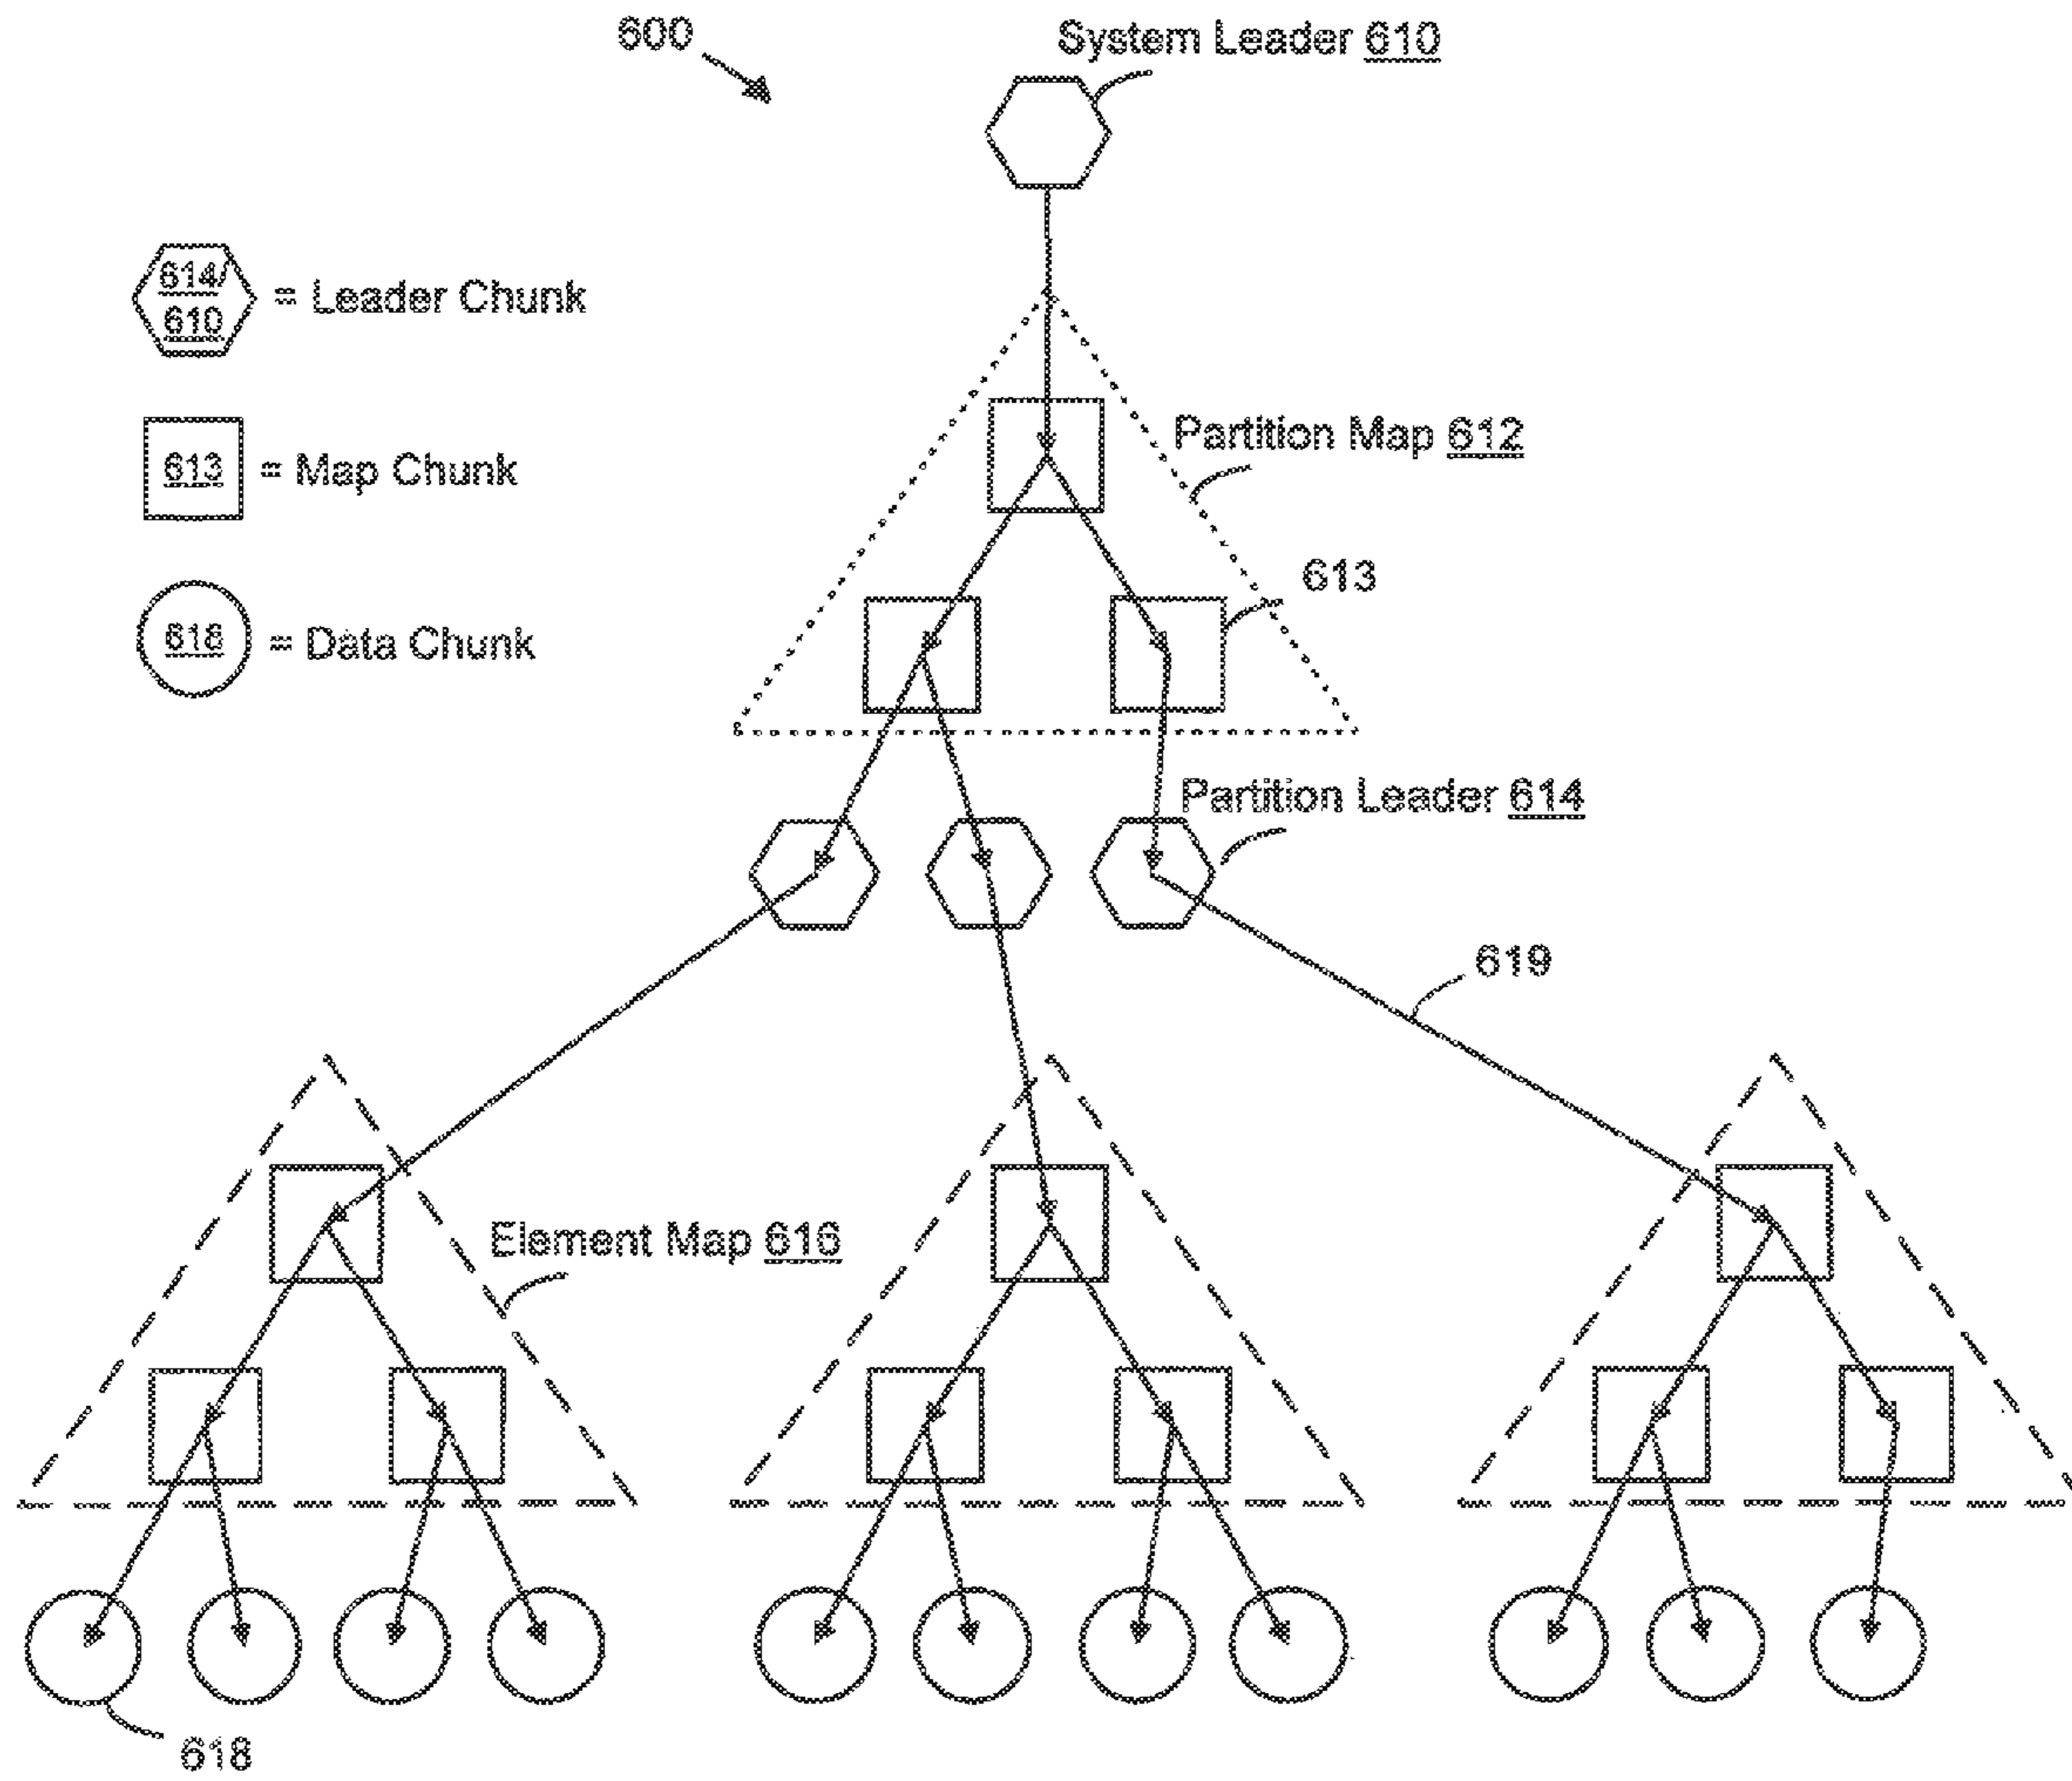 600
System Leader 610
614/
610
= Leader Chunk
Partition Map 612
613
= Map Chunk
613
618
= Data Chunk
Partition Leader 614
619
Element Map 616
618